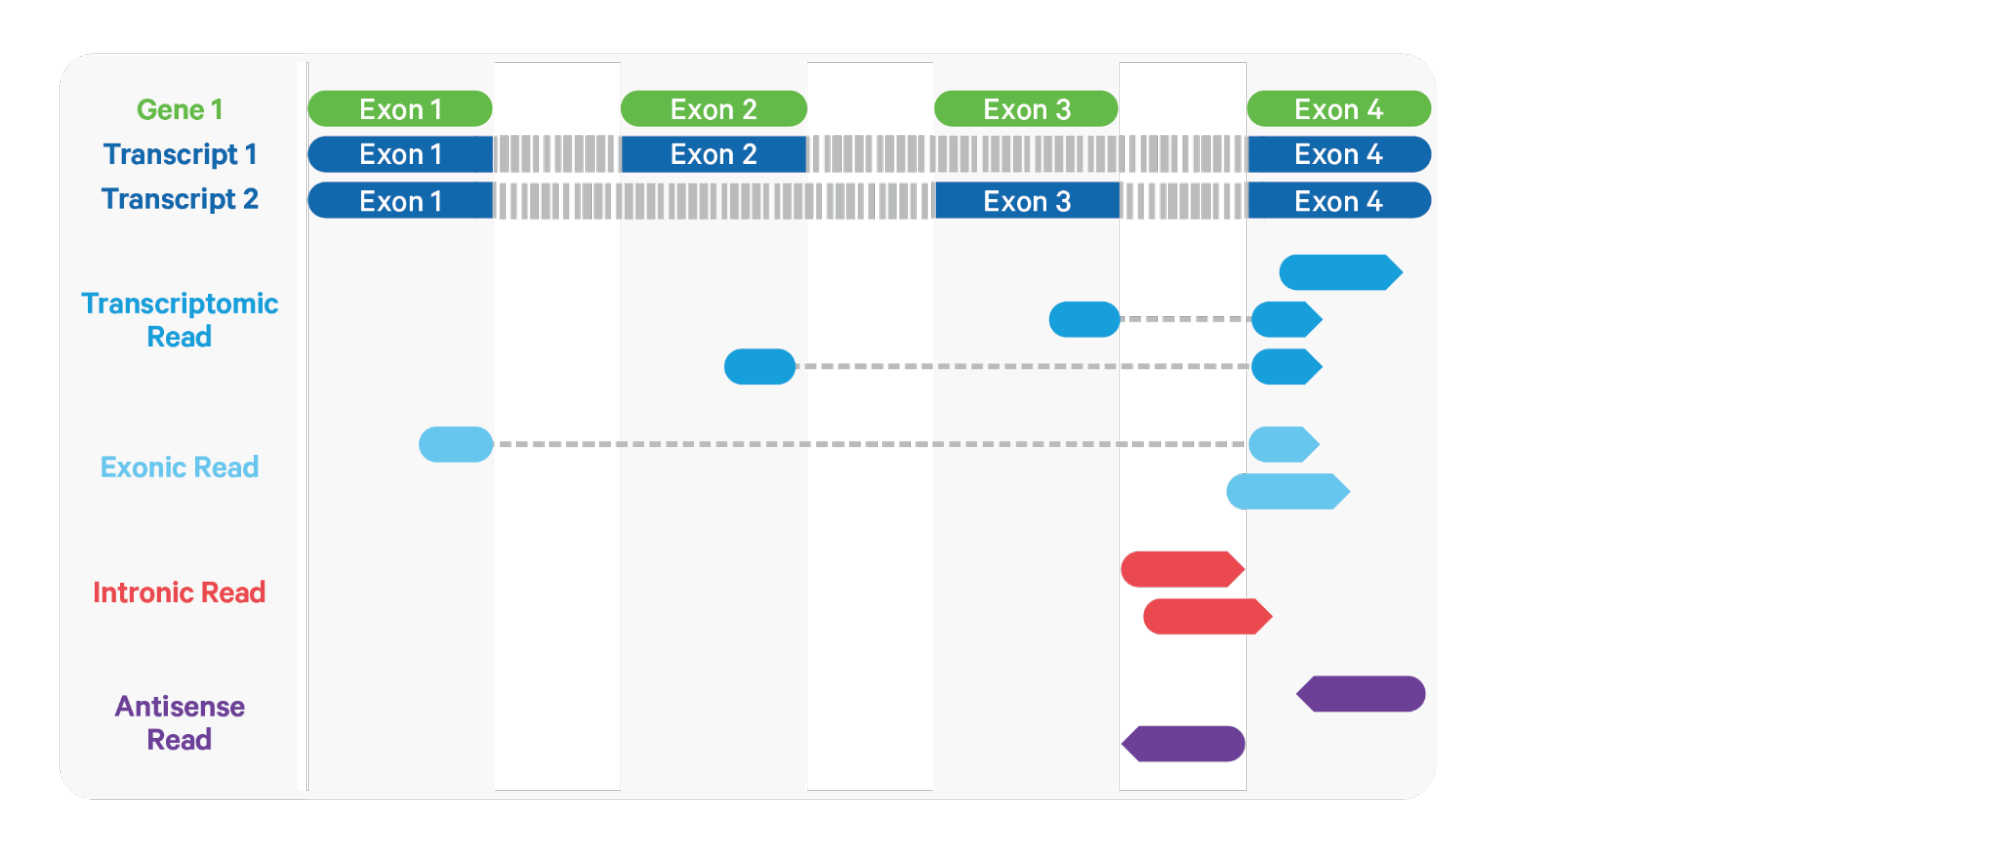 Gene 1 Exon 1 Exon 2 Exon 3 Exon 4
Transcript 1 Exon 1 Exon 2 Exon 4
Transcript 2 Exon 1 Exon 3 Exon 4
Transcriptomic
Read
Exonic Read
Intronic Read
Antisense
Read